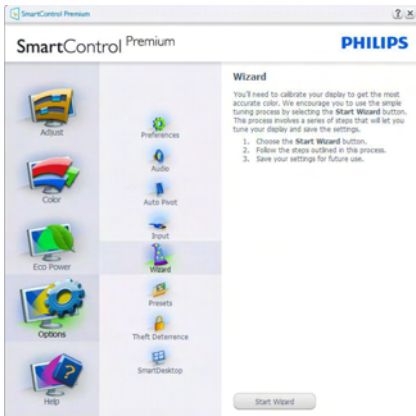 SmartControl Premium
SmartControl Premium
PHILIPS
Adjust
Color
Eco Power
Options
Help
Preferences
Audio
Auto Pivot
Input
Wizard
Presets
Theft Deterrence
SmartDesktop
Wizard
You'll need to calibrate your display to get the most
accurate color. We encourage you to use the simple
tuning process by selecting the Start Wizard button.
This process involves a series of steps that will let you
tune your display and save the settings.
1. Choose the Start Wizard button.
2. Follow the steps outlined in this process.
3. Save your settings for future use.
Start Wizard